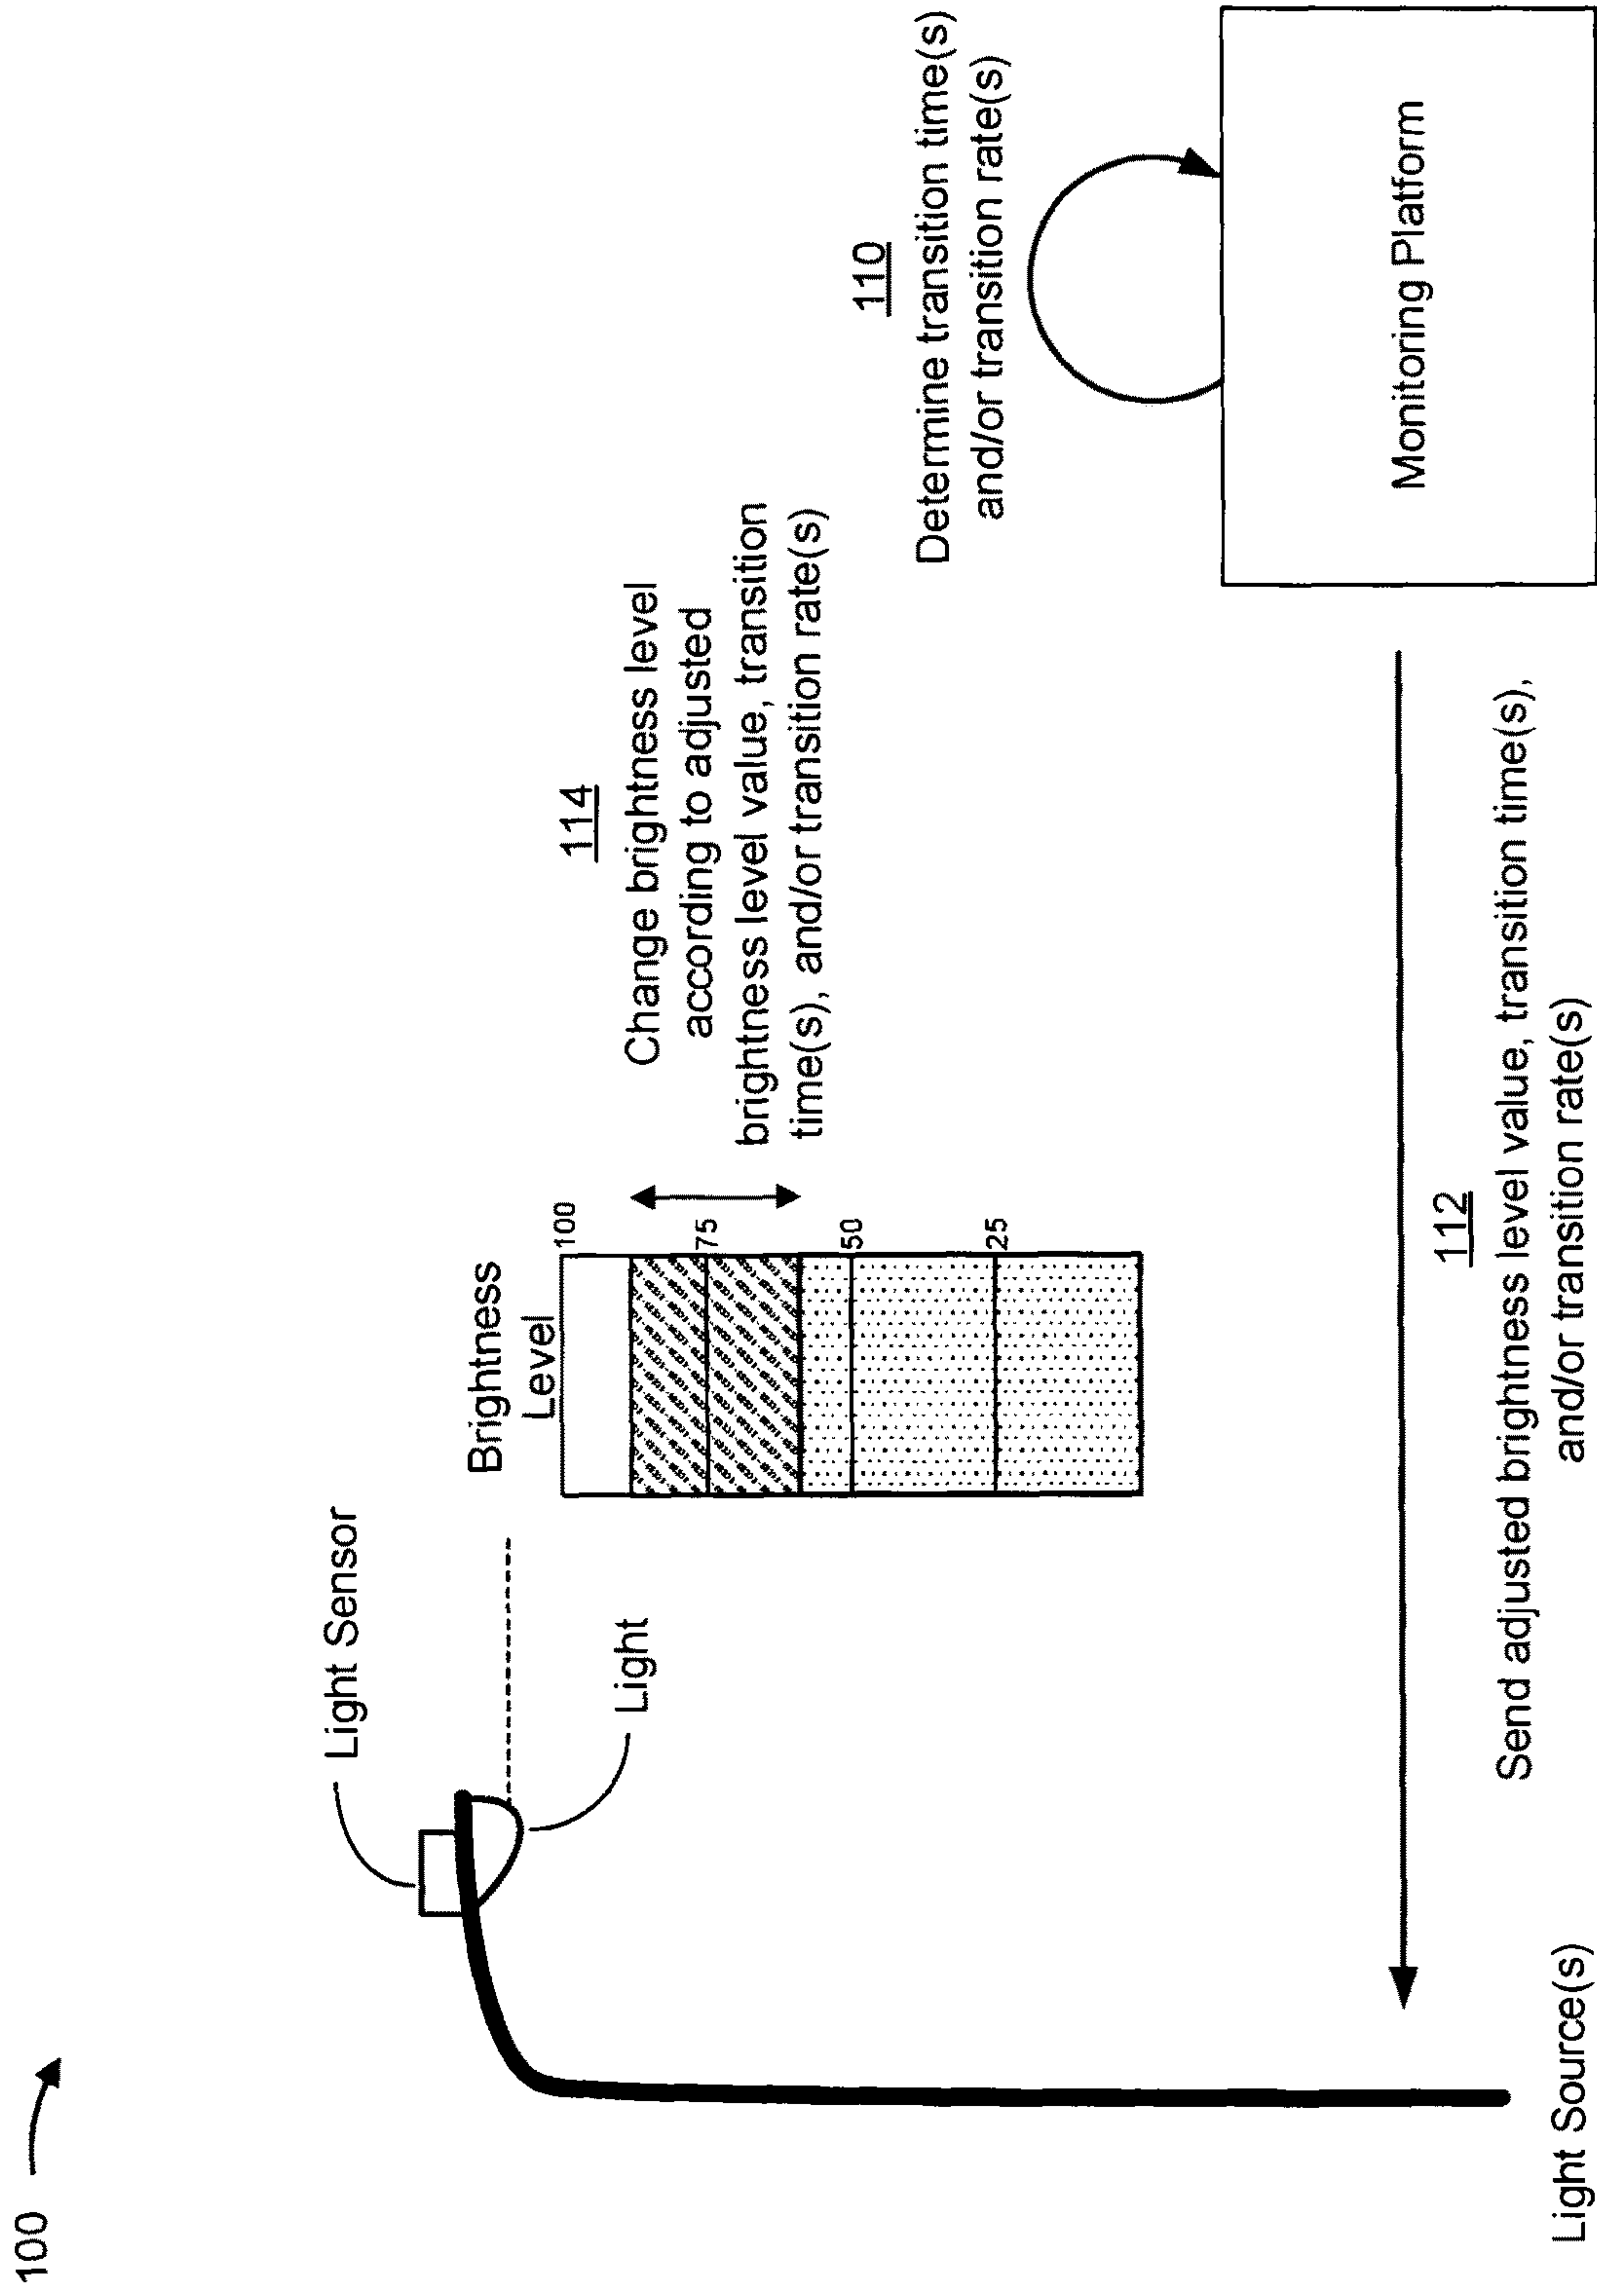 100
Light Sensor
Light
Brightness
Level
100
75
50
25
114
Change brightness level
according to adjusted
brightness level value, transition
time(s), and/or transition rate(s)
110
Determine transition time(s)
and/or transition rate(s)
Monitoring Platform
112
Send adjusted brightness level value, transition time(s),
and/or transition rate(s)
Light Source(s)